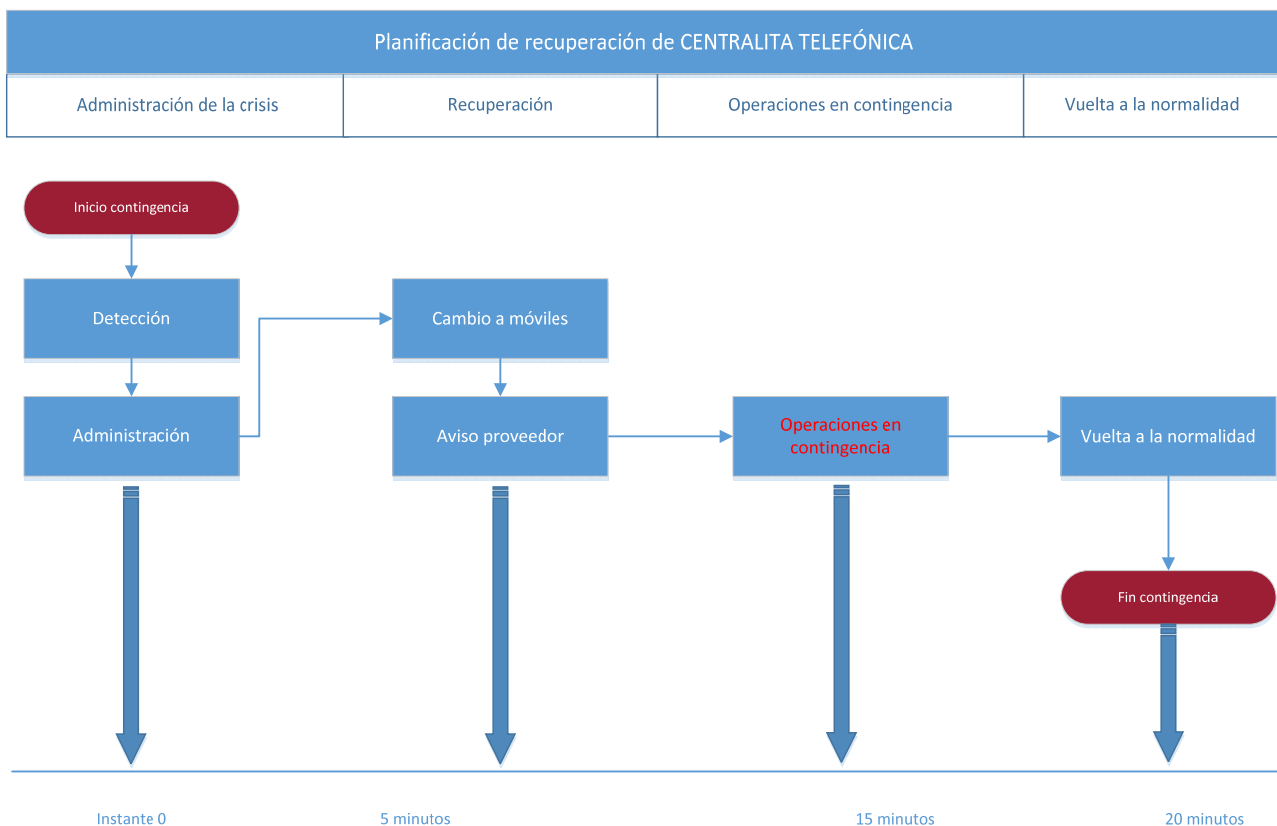 Planificación de recuperación de CENTRALITA TELEFÓNICA
Administración de la crisis
Recuperación
Operaciones en contingencia
Vuelta a la normalidad
Inicio contingencia
Detección
Cambio a móviles
Administración
Aviso proveedor
Operaciones en
contingencia
Vuelta a la normalidad
Fin contingencia
Instante 0
5 minutos
15 minutos
20 minutos